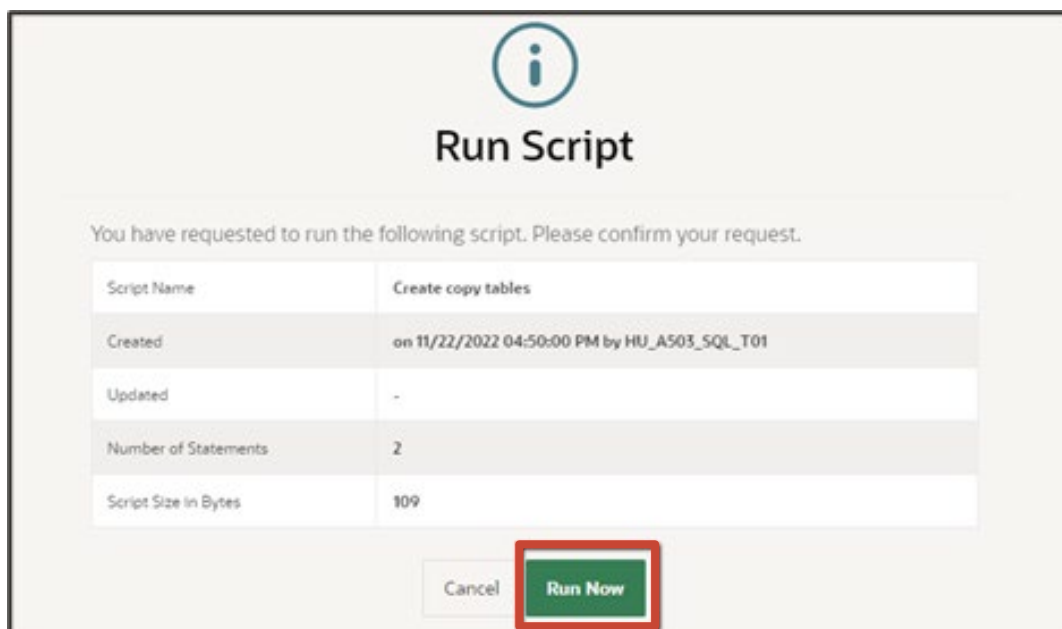 Run Script
You have requested to run the following script. Please confirm your request.
Script Name Create copy tables
Created on 11/22/2022 04:50:00 PM by HU_A503_SQL_T01
Updated -
Number of Statements 2
Script Size in Bytes 109
Cancel Run Now